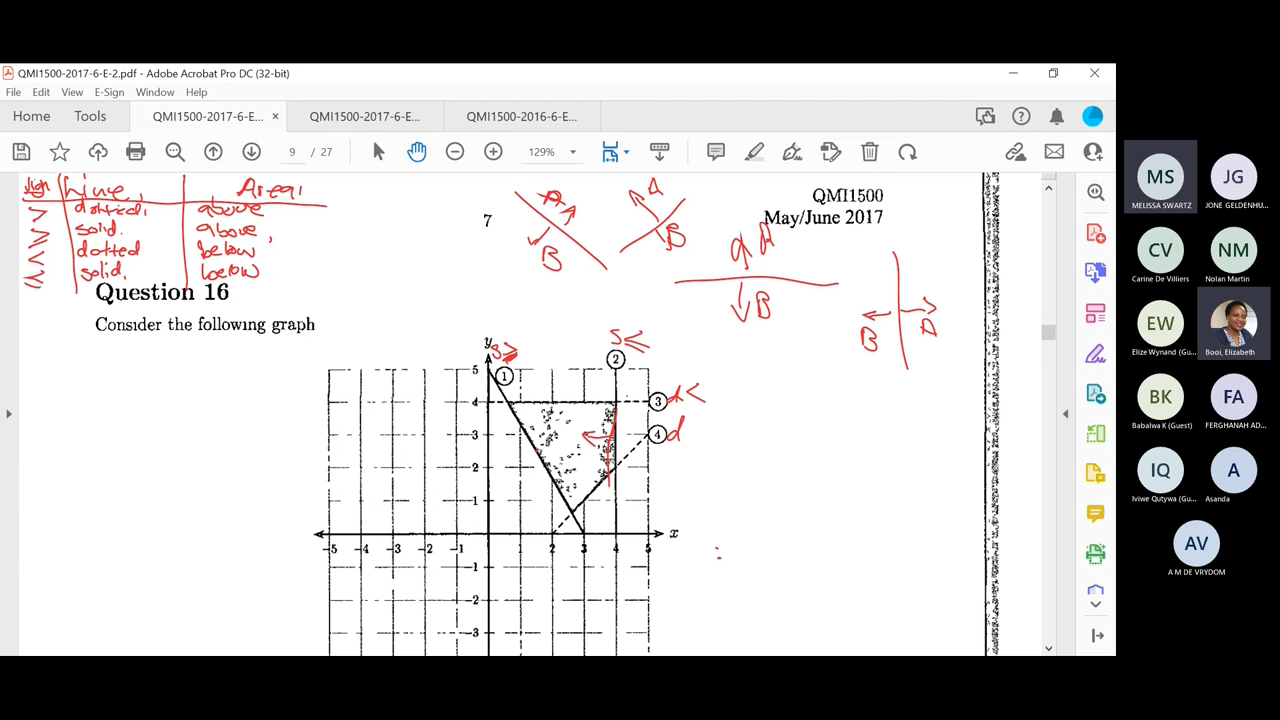 QMI1500-2017-6-E-2.pdf - Adobe Acrobat Pro DC (32-bit)
File Edit View E-Sign Window Help
Home Tools QMI1500-2017-6-E... × QMI1500-2017-6-E... QMI1500-2016-6-E...
9 / 27 129%
Sign Line, Area:
> dotted. above
≥ solid. above,
< dotted below
≤ solid. below
A B
A B
A B
B A
7
QMI1500
May/June 2017
Question 16
Consider the following graph
y
S≥ S≤
1 2
3 d<
4 d
5
4
3
2
1
x
-5 -4 -3 -2 -1 1 2 3 4 5
-1
-2
-3
MS
MELISSA SWARTZ
JG
JONE GELDENHU...
CV
Carine De Villiers
NM
Nolan Martin
EW
Elize Wynand (Gu...
Booi, Elizabeth
BK
Babalwa K (Guest)
FA
FERGHANAH AD...
IQ
Iviwe Qutywa (Gu...
A
Asanda
AV
A M DE VRYDOM